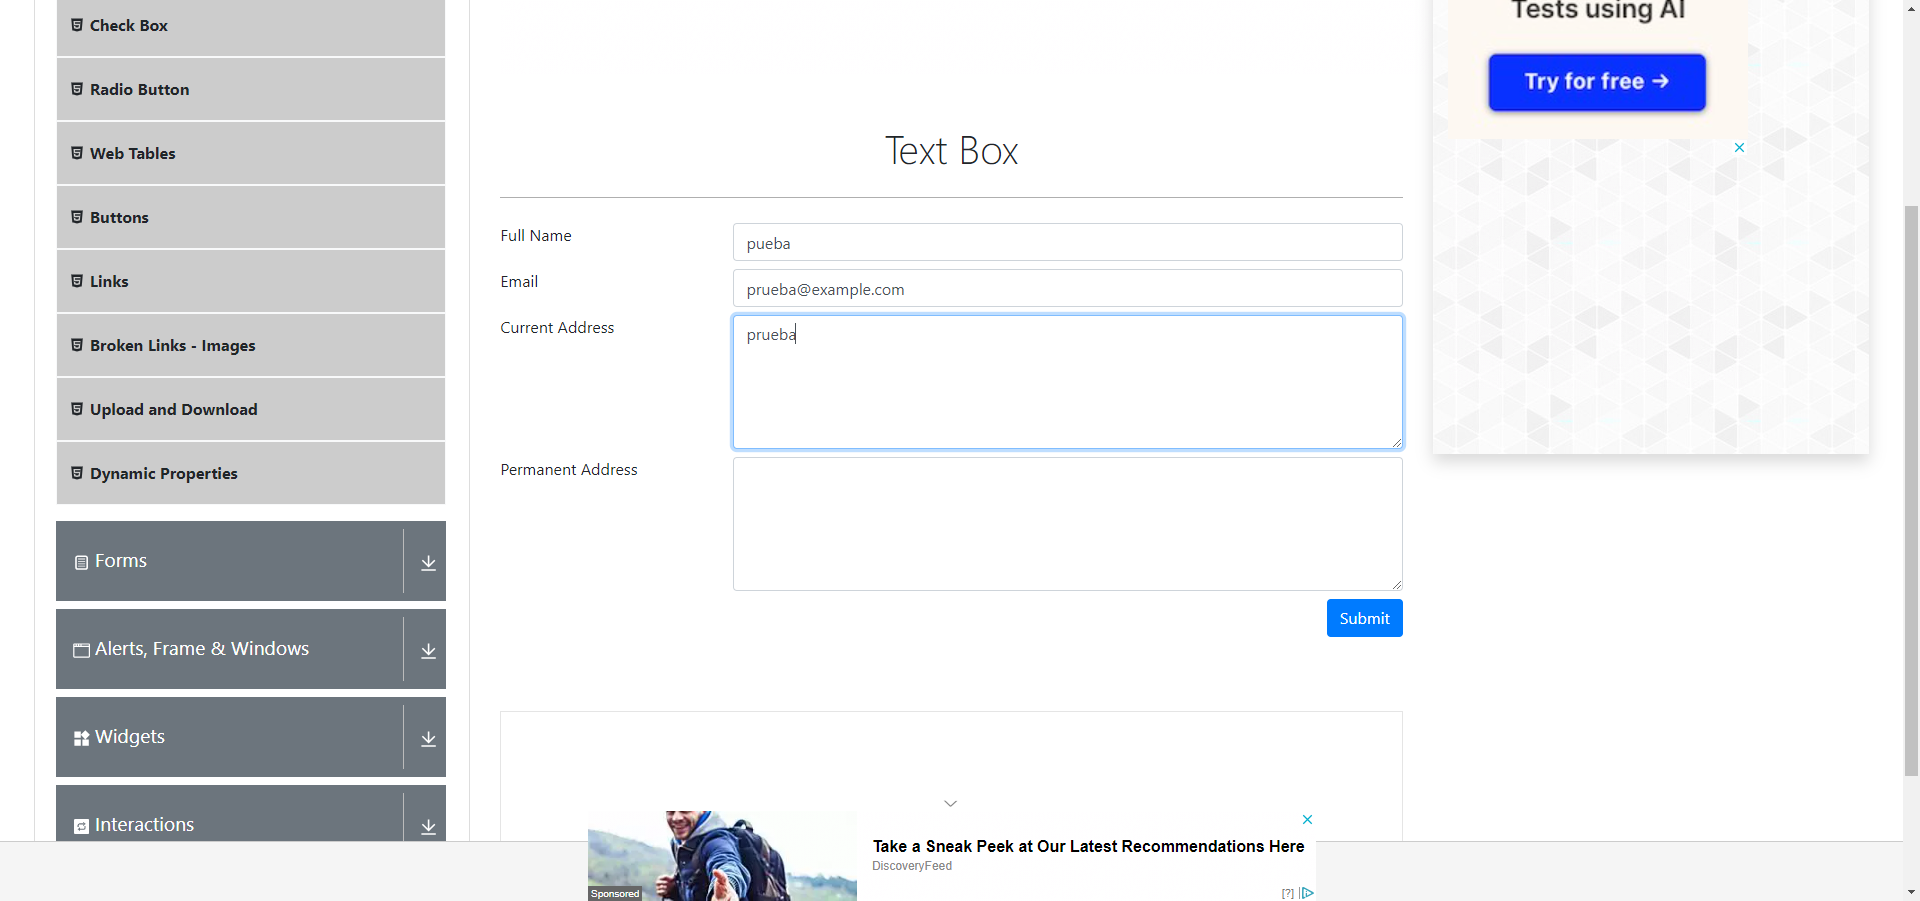 Check Box
Radio Button
Web Tables
Buttons
Links
Broken Links - Images
Upload and Download
Dynamic Properties
Forms
Alerts, Frame & Windows
Widgets
Interactions
Text Box
Full Name
pueba
Email
prueba@example.com
Current Address
prueba
Permanent Address
Submit
Tests using AI
Try for free →
Take a Sneak Peek at Our Latest Recommendations Here
DiscoveryFeed
Sponsored
[?]